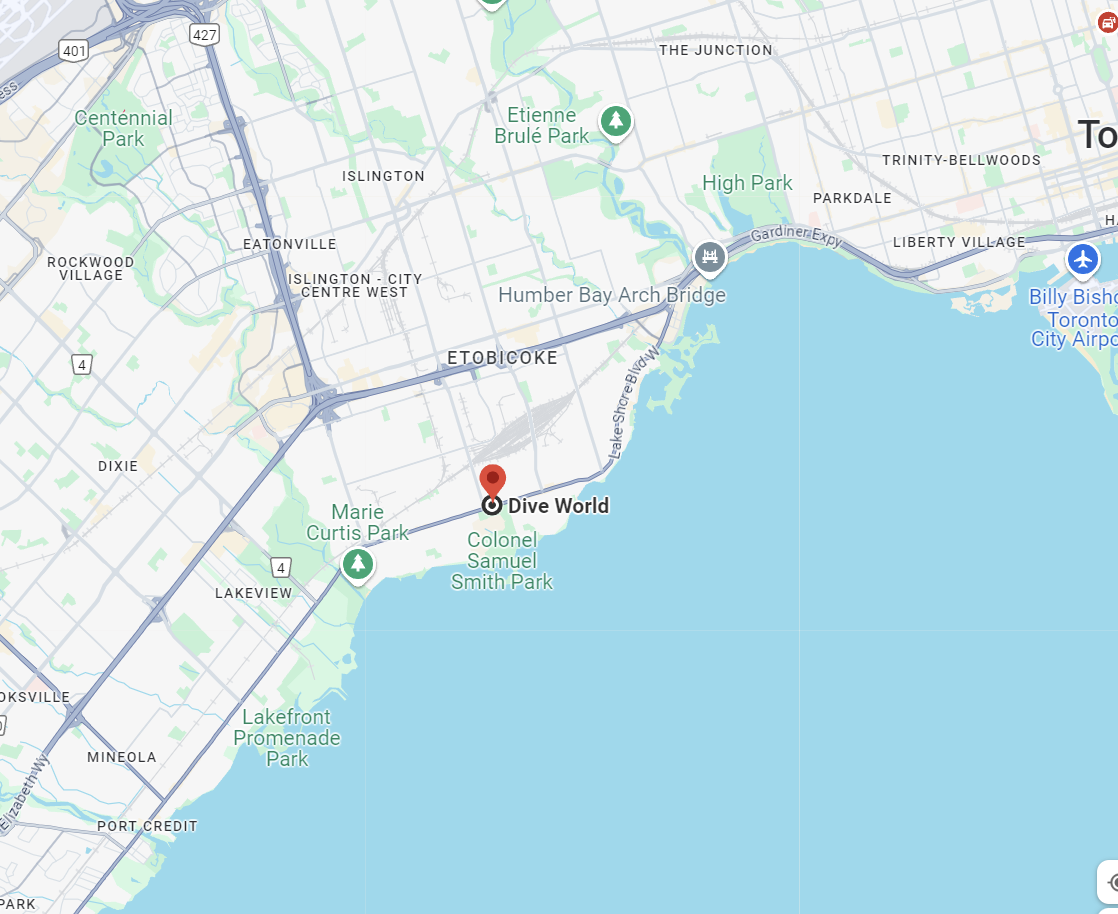 427
401
ess
THE JUNCTION
Centennial
Park
Etienne
Brulé Park
To
TRINITY-BELLWOODS
ISLINGTON
High Park
PARKDALE
HA
Gardiner Expy
EATONVILLE
LIBERTY VILLAGE
ROCKWOOD
VILLAGE
ISLINGTON - CITY
CENTRE WEST
Humber Bay Arch Bridge
Billy Bisho
Toronto
City Airpo
ETOBICOKE
4
Lake Shore Blvd W
DIXIE
Dive World
Marie
Curtis Park
Colonel
Samuel
Smith Park
4
LAKEVIEW
OKSVILLE
Lakefront
Promenade
Park
MINEOLA
Elizabeth Wy
PORT CREDIT
PARK